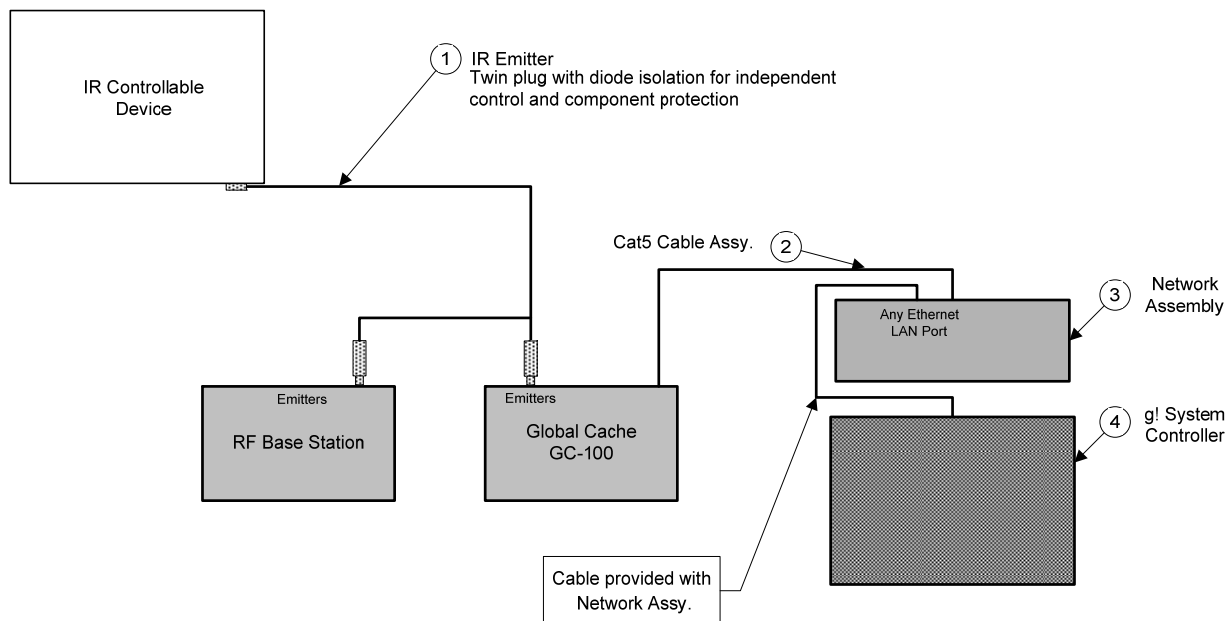 IR Controllable
Device
1
IR Emitter
Twin plug with diode isolation for independent
control and component protection
Cat5 Cable Assy.
2
Any Ethernet
LAN Port
3
Network
Assembly
Emitters
RF Base Station
Emitters
Global Cache
GC-100
4
g! System
Controller
Cable provided with
Network Assy.